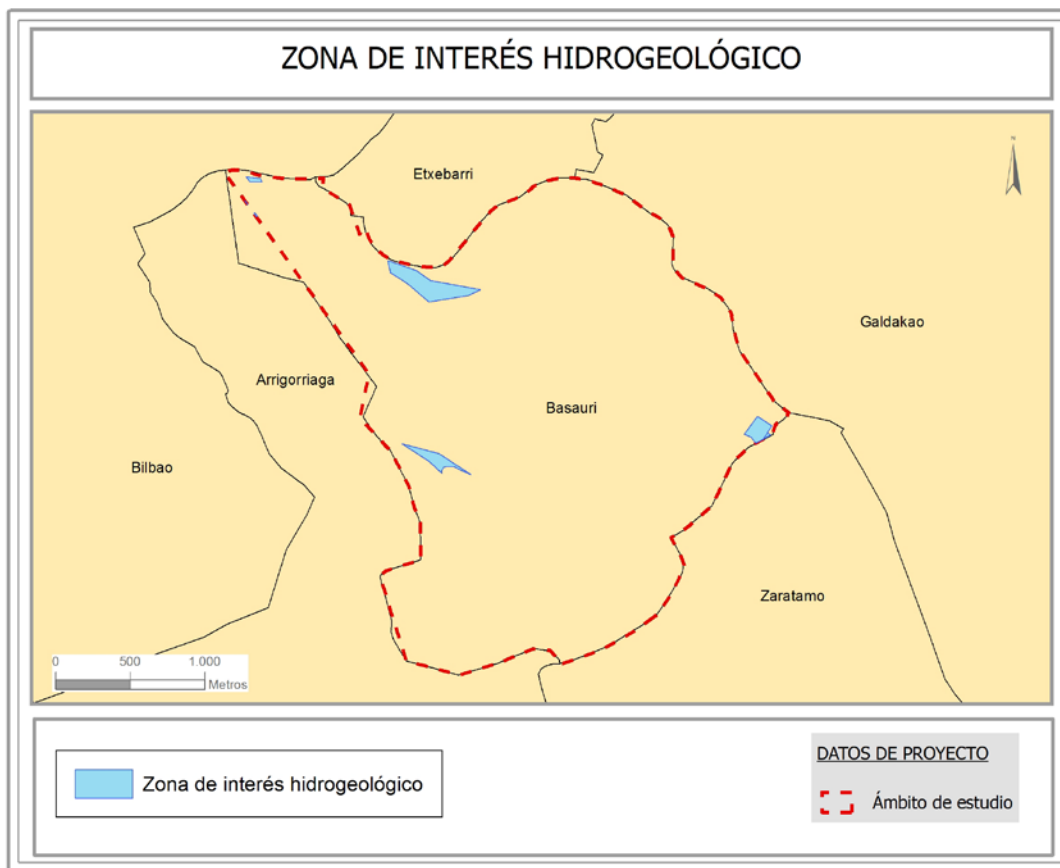 ZONA DE INTERÉS HIDROGEOLÓGICO
N
Etxebarri
Galdakao
Arrigorriaga
Basauri
Bilbao
Zaratamo
0 500 1.000
Metros
Zona de interés hidrogeológico
DATOS DE PROYECTO
Ámbito de estudio